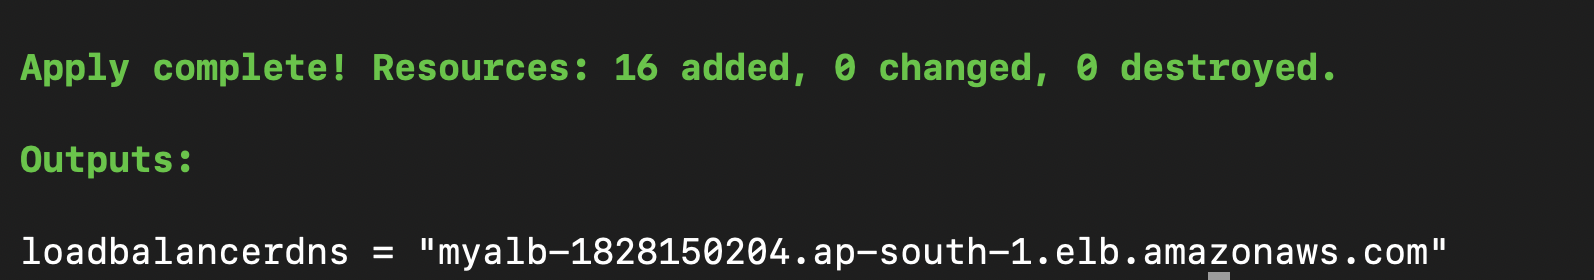 Apply complete! Resources: 16 added, 0 changed, 0 destroyed.
Outputs:
loadbalancerdns = "myalb-1828150204.ap-south-1.elb.amazonaws.com"